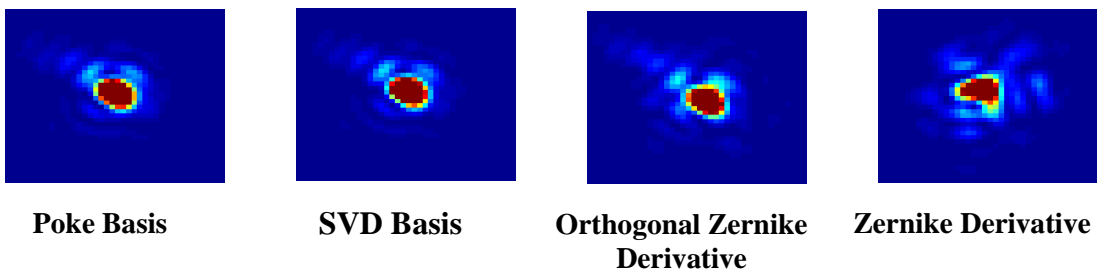 Poke Basis
SVD Basis
Orthogonal Zernike
Derivative
Zernike Derivative